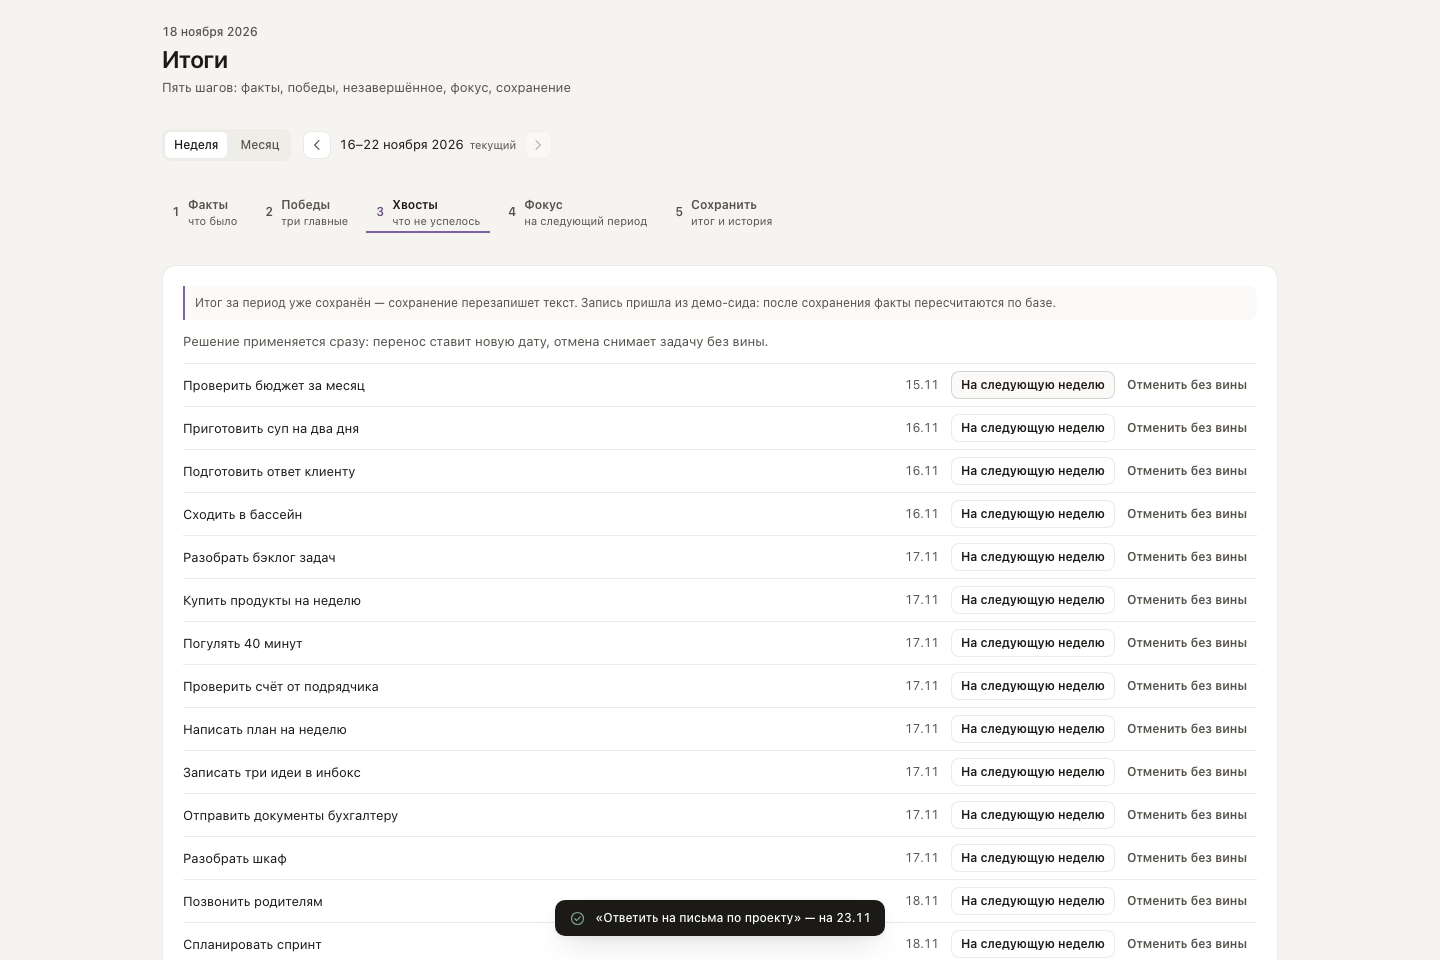 18 ноября 2026
Итоги
Пять шагов: факты, победы, незавершённое, фокус, сохранение
Неделя Месяц 16–22 ноября 2026 текущий
1 Факты что было
2 Победы три главные
3 Хвосты что не успелось
4 Фокус на следующий период
5 Сохранить итог и история
Итог за период уже сохранён — сохранение перезапишет текст. Запись пришла из демо-сида: после сохранения факты пересчитаются по базе.
Решение применяется сразу: перенос ставит новую дату, отмена снимает задачу без вины.
Проверить бюджет за месяц 15.11 На следующую неделю Отменить без вины
Приготовить суп на два дня 16.11 На следующую неделю Отменить без вины
Подготовить ответ клиенту 16.11 На следующую неделю Отменить без вины
Сходить в бассейн 16.11 На следующую неделю Отменить без вины
Разобрать бэклог задач 17.11 На следующую неделю Отменить без вины
Купить продукты на неделю 17.11 На следующую неделю Отменить без вины
Погулять 40 минут 17.11 На следующую неделю Отменить без вины
Проверить счёт от подрядчика 17.11 На следующую неделю Отменить без вины
Написать план на неделю 17.11 На следующую неделю Отменить без вины
Записать три идеи в инбокс 17.11 На следующую неделю Отменить без вины
Отправить документы бухгалтеру 17.11 На следующую неделю Отменить без вины
Разобрать шкаф 17.11 На следующую неделю Отменить без вины
Позвонить родителям 18.11 На следующую неделю Отменить без вины
«Ответить на письма по проекту» — на 23.11
Спланировать спринт 18.11 На следующую неделю Отменить без вины